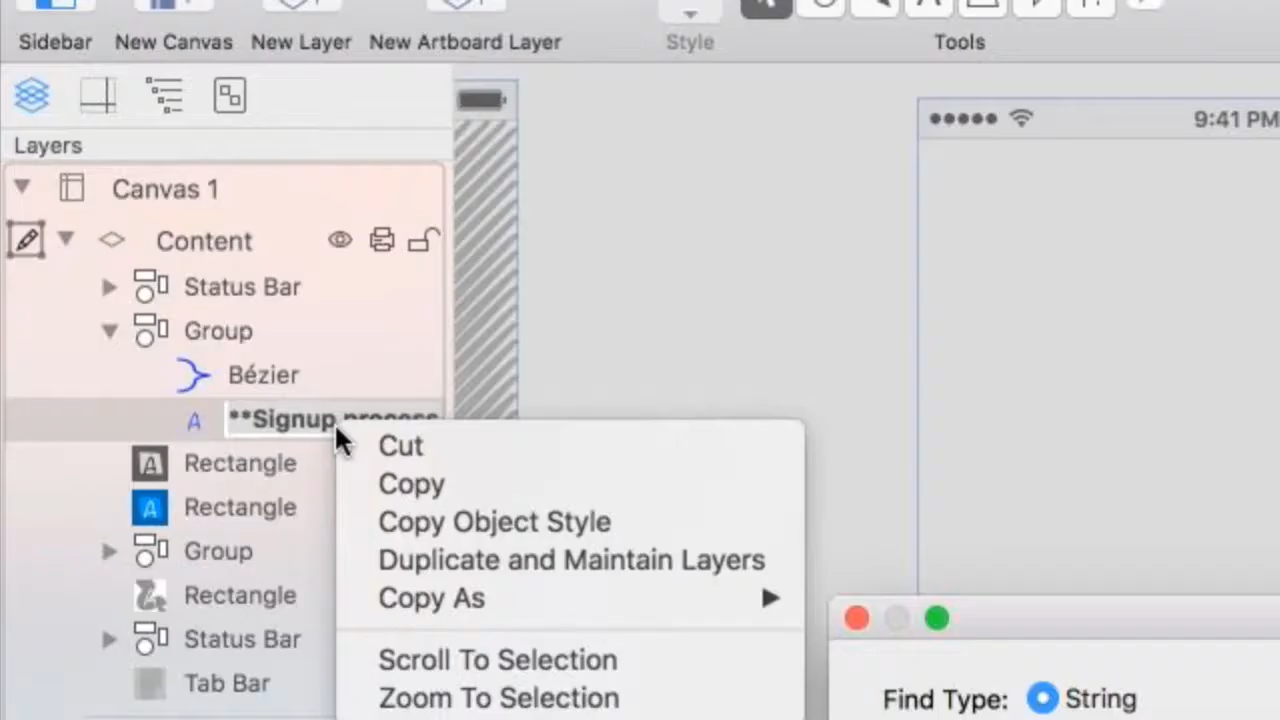 Sidebar New Canvas New Layer New Artboard Layer Style Tools
Layers
9:41 PM
Canvas 1
Content
Status Bar
Group
Bézier
**Signup process
Rectangle
Rectangle
Group
Rectangle
Status Bar
Tab Bar
Cut
Copy
Copy Object Style
Duplicate and Maintain Layers
Copy As
Scroll To Selection
Zoom To Selection
Find Type: String